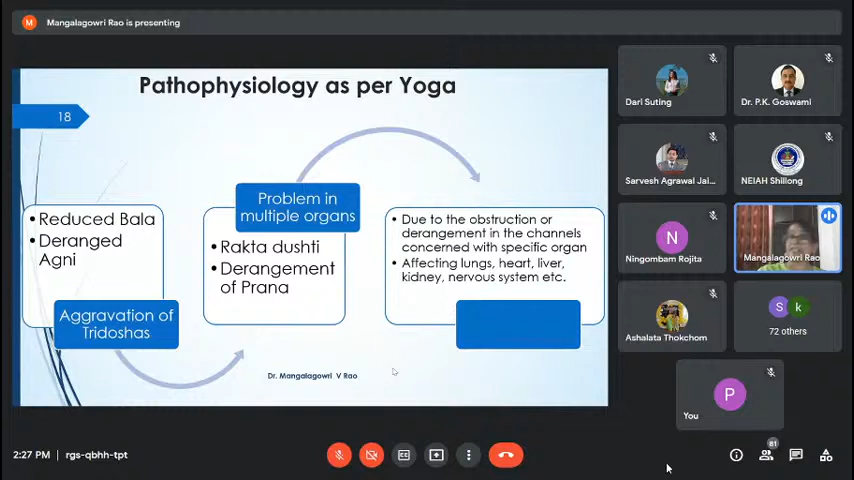 M Mangalagowri Rao is presenting
Pathophysiology as per Yoga
18
• Reduced Bala
• Deranged
Agni
Aggravation of
Tridoshas
Problem in
multiple organs
• Rakta dushti
• Derangement
of Prana
• Due to the obstruction or
derangement in the channels
concerned with specific organ
• Affecting lungs, heart, liver,
kidney, nervous system etc.
Dr. Mangalagowri V Rao
Dari Suting
Dr. P.K. Goswami
Sarvesh Agrawal Jai...
NEIAH Shillong
N
Ningombam Rojita
Mangalagowri Rao
Ashalata Thokchom
S k
72 others
P
You
2:27 PM | rgs-qbhh-tpt
81